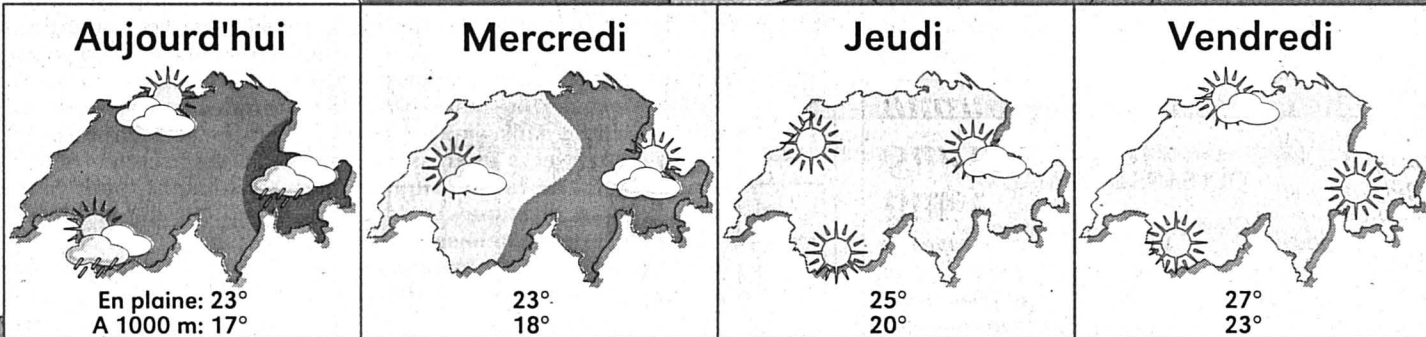 Aujourd'hui
En plaine: 23°
A 1000 m: 17°
Mercredi
23°
18°
Jeudi
25°
20°
Vendredi
27°
23°